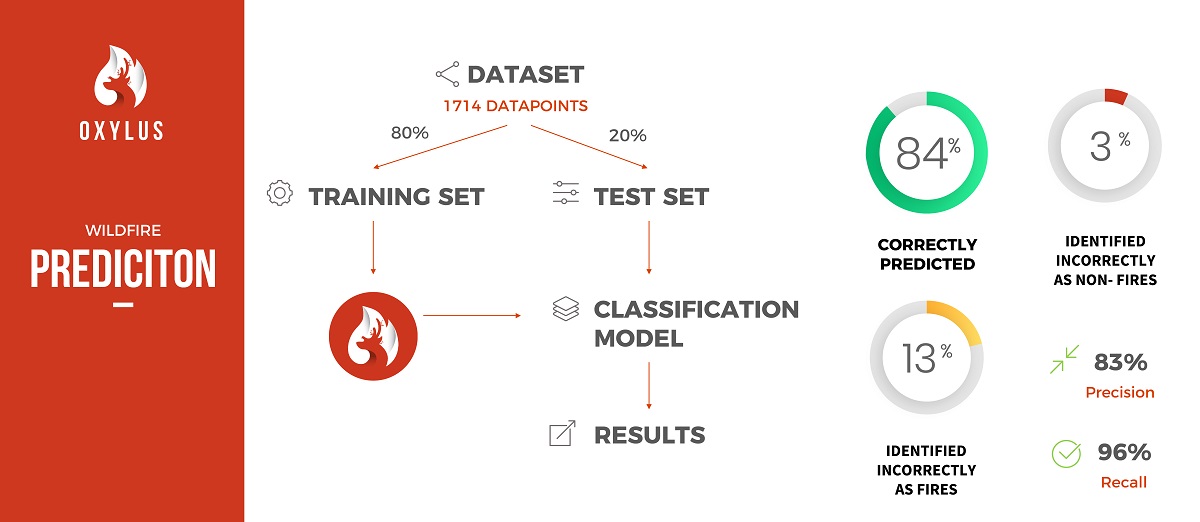 OXYLUS
WILDFIRE
PREDICITON
DATASET
1714 DATAPOINTS
80%
20%
TRAINING SET
TEST SET
CLASSIFICATION
MODEL
RESULTS
84%
CORRECTLY
PREDICTED
3%
IDENTIFIED
INCORRECTLY
AS NON- FIRES
13%
IDENTIFIED
INCORRECTLY
AS FIRES
83%
Precision
96%
Recall